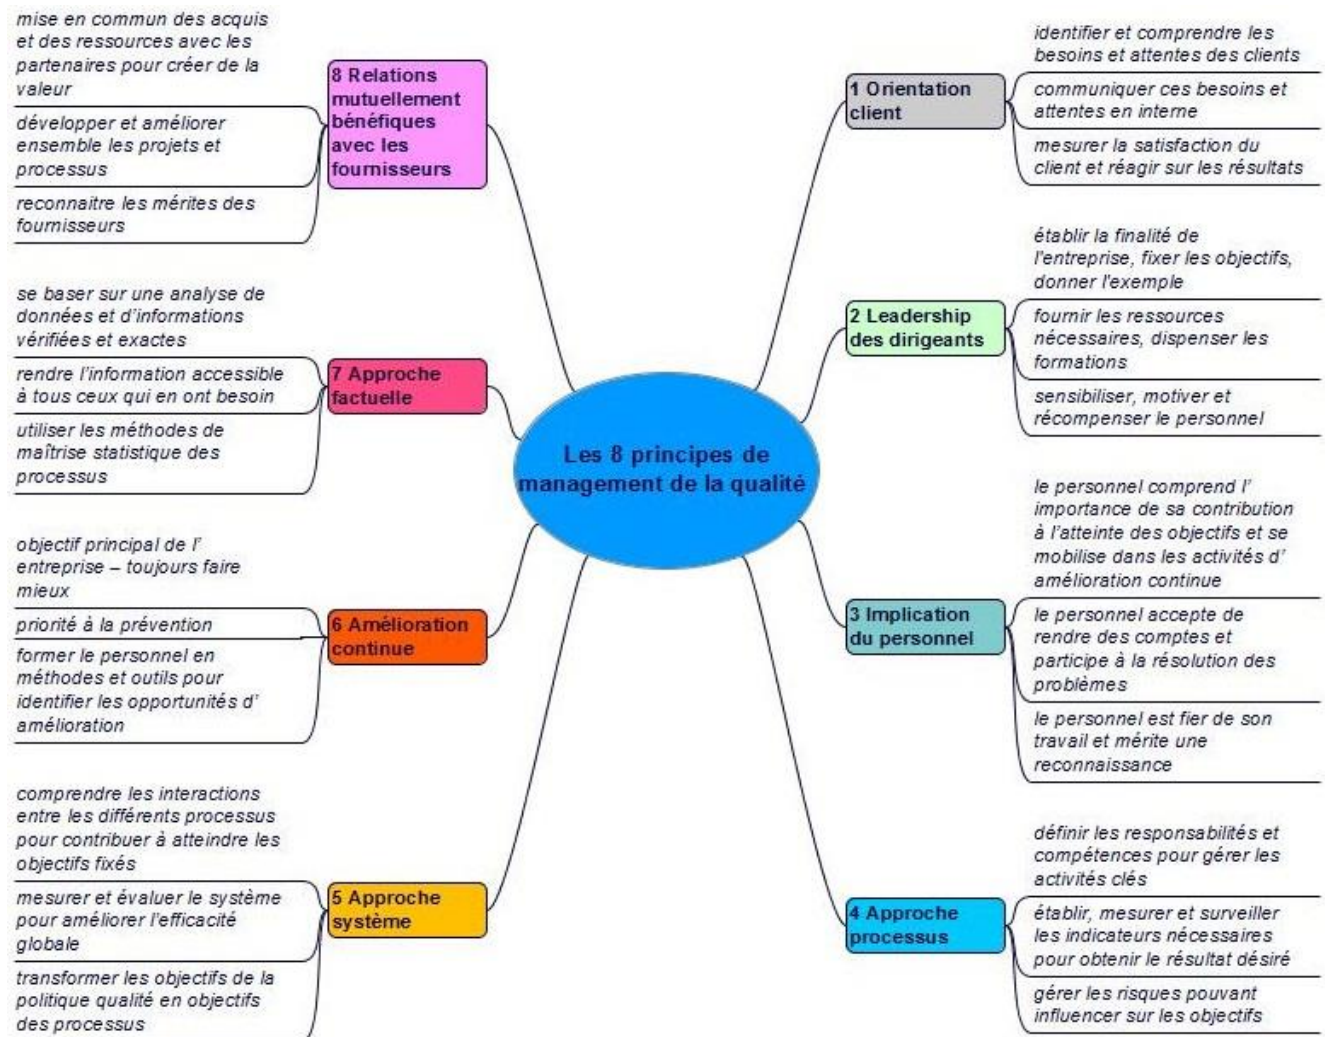 Les 8 principes de
management de la qualité
1 Orientation
client
identifier et comprendre les
besoins et attentes des clients
communiquer ces besoins et
attentes en interne
mesurer la satisfaction du
client et réagir sur les résultats
2 Leadership
des dirigeants
établir la finalité de
l'entreprise, fixer les objectifs,
donner l'exemple
fournir les ressources
nécessaires, dispenser les
formations
sensibiliser, motiver et
récompenser le personnel
3 Implication
du personnel
le personnel comprend l’
importance de sa contribution
à l’atteinte des objectifs et se
mobilise dans les activités d’
amélioration continue
le personnel accepte de
rendre des comptes et
participe à la résolution des
problèmes
le personnel est fier de son
travail et mérite une
reconnaissance
4 Approche
processus
définir les responsabilités et
compétences pour gérer les
activités clés
établir, mesurer et surveiller
les indicateurs nécessaires
pour obtenir le résultat désiré
gérer les risques pouvant
influencer sur les objectifs
5 Approche
système
comprendre les interactions
entre les différents processus
pour contribuer à atteindre les
objectifs fixés
mesurer et évaluer le système
pour améliorer l’efficacité
globale
transformer les objectifs de la
politique qualité en objectifs
des processus
6 Amélioration
continue
objectif principal de l’
entreprise – toujours faire
mieux
priorité à la prévention
former le personnel en
méthodes et outils pour
identifier les opportunités d’
amélioration
7 Approche
factuelle
se baser sur une analyse de
données et d’informations
vérifiées et exactes
rendre l’information accessible
à tous ceux qui en ont besoin
utiliser les méthodes de
maîtrise statistique des
processus
8 Relations
mutuellement
bénéfiques
avec les
fournisseurs
mise en commun des acquis
et des ressources avec les
partenaires pour créer de la
valeur
développer et améliorer
ensemble les projets et
processus
reconnaitre les mérites des
fournisseurs